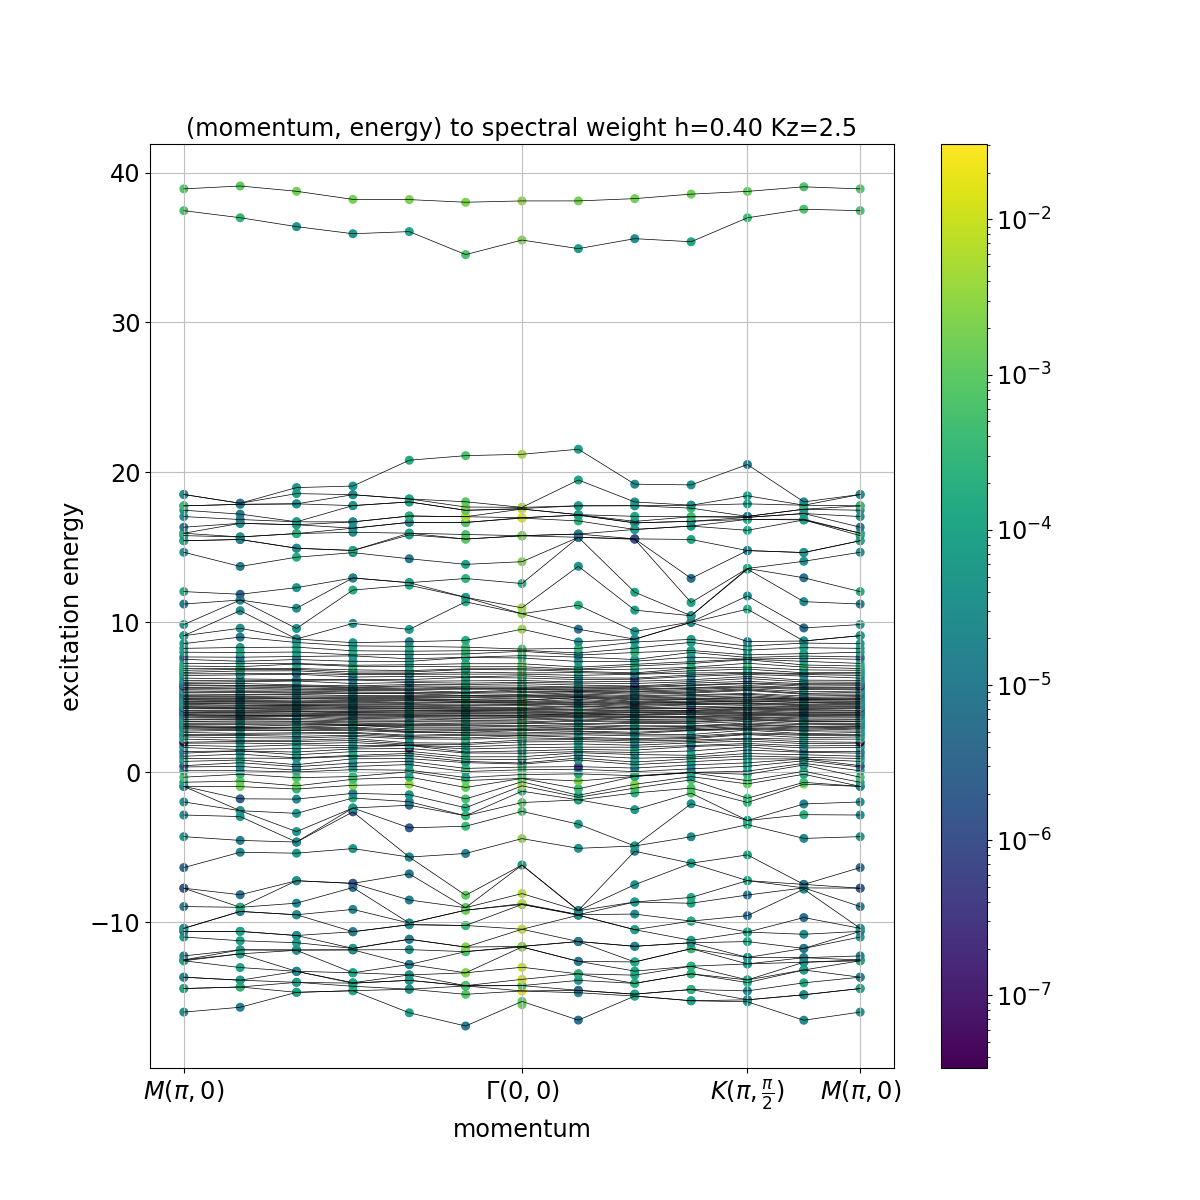 (momentum, energy) to spectral weight h=0.40 Kz=2.5
excitation energy
40
30
20
10
0
−10
M(π, 0)
Γ(0, 0)
K(π, π/2)
M(π, 0)
momentum
10⁻²
10⁻³
10⁻⁴
10⁻⁵
10⁻⁶
10⁻⁷